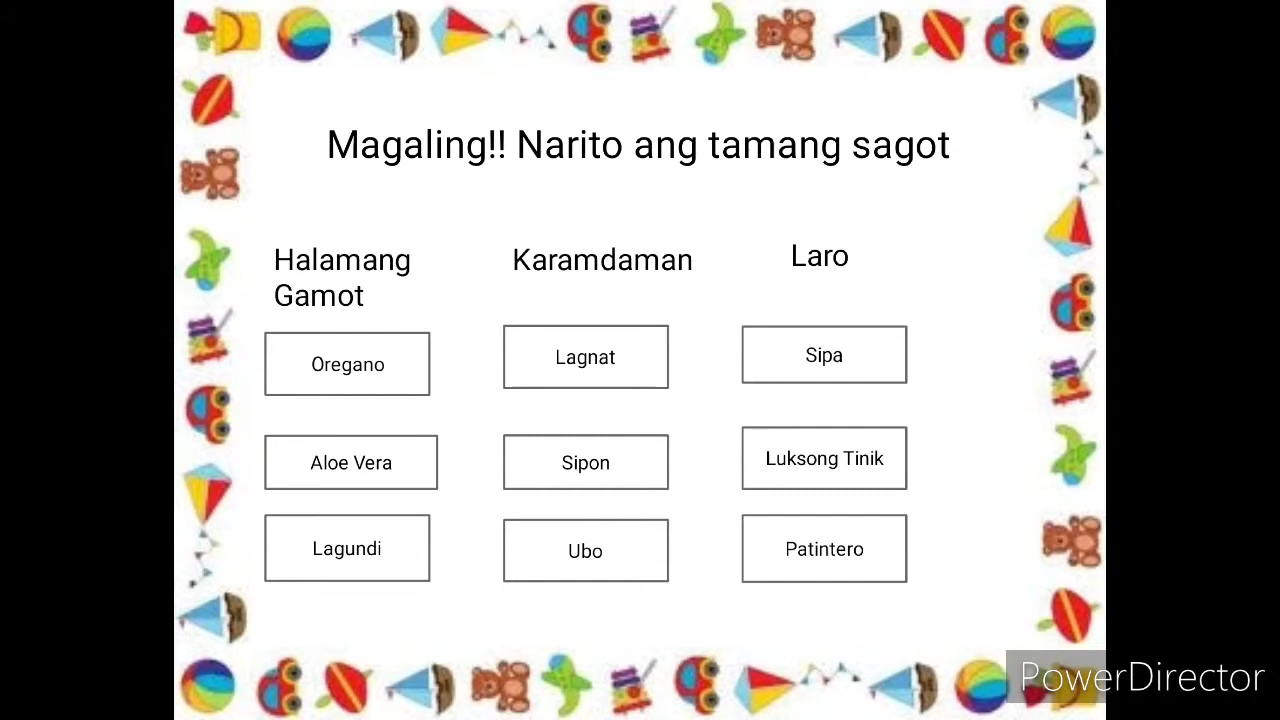 Magaling!! Narito ang tamang sagot
Halamang
Gamot
Karamdaman
Laro
Oregano
Lagnat
Sipa
Aloe Vera
Sipon
Luksong Tinik
Lagundi
Ubo
Patintero
PowerDirector